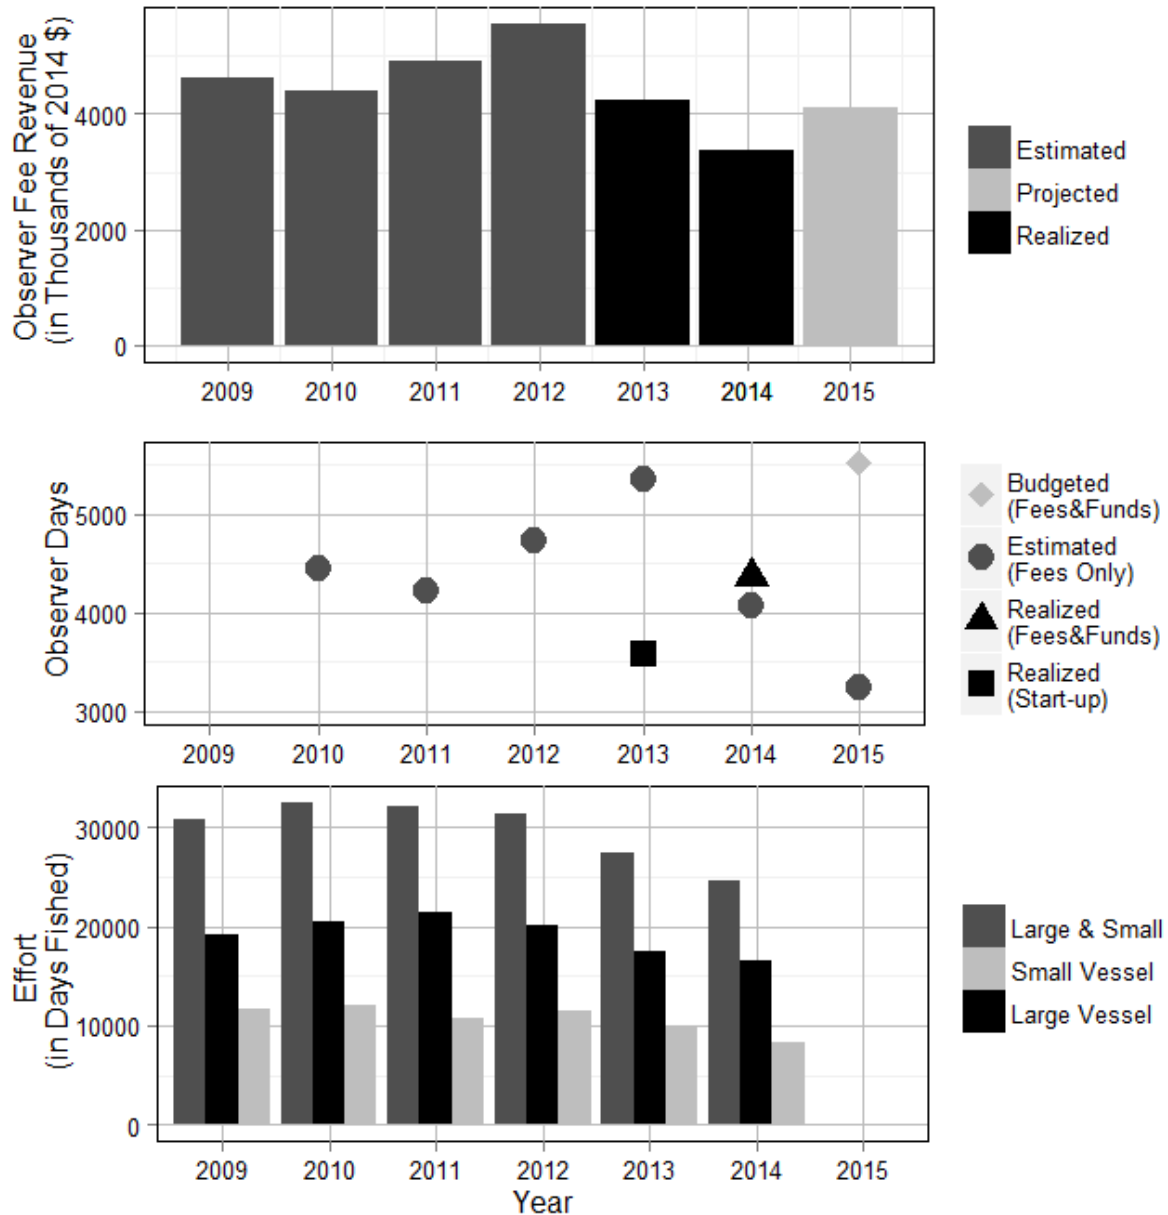 Observer Fee Revenue
(in Thousands of 2014 $)
4000
2000
0
2009 2010 2011 2012 2013 2014 2015
Estimated
Projected
Realized
Observer Days
5000
4000
3000
2009 2010 2011 2012 2013 2014 2015
Budgeted
(Fees&Funds)
Estimated
(Fees Only)
Realized
(Fees&Funds)
Realized
(Start-up)
Effort
(in Days Fished)
30000
20000
10000
0
2009 2010 2011 2012 2013 2014 2015
Year
Large & Small
Small Vessel
Large Vessel